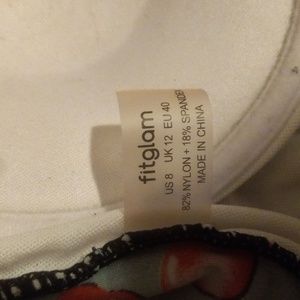 fitglam
US 8 UK 12 EU 40
82% NYLON + 18% SPANDEX
MADE IN CHINA